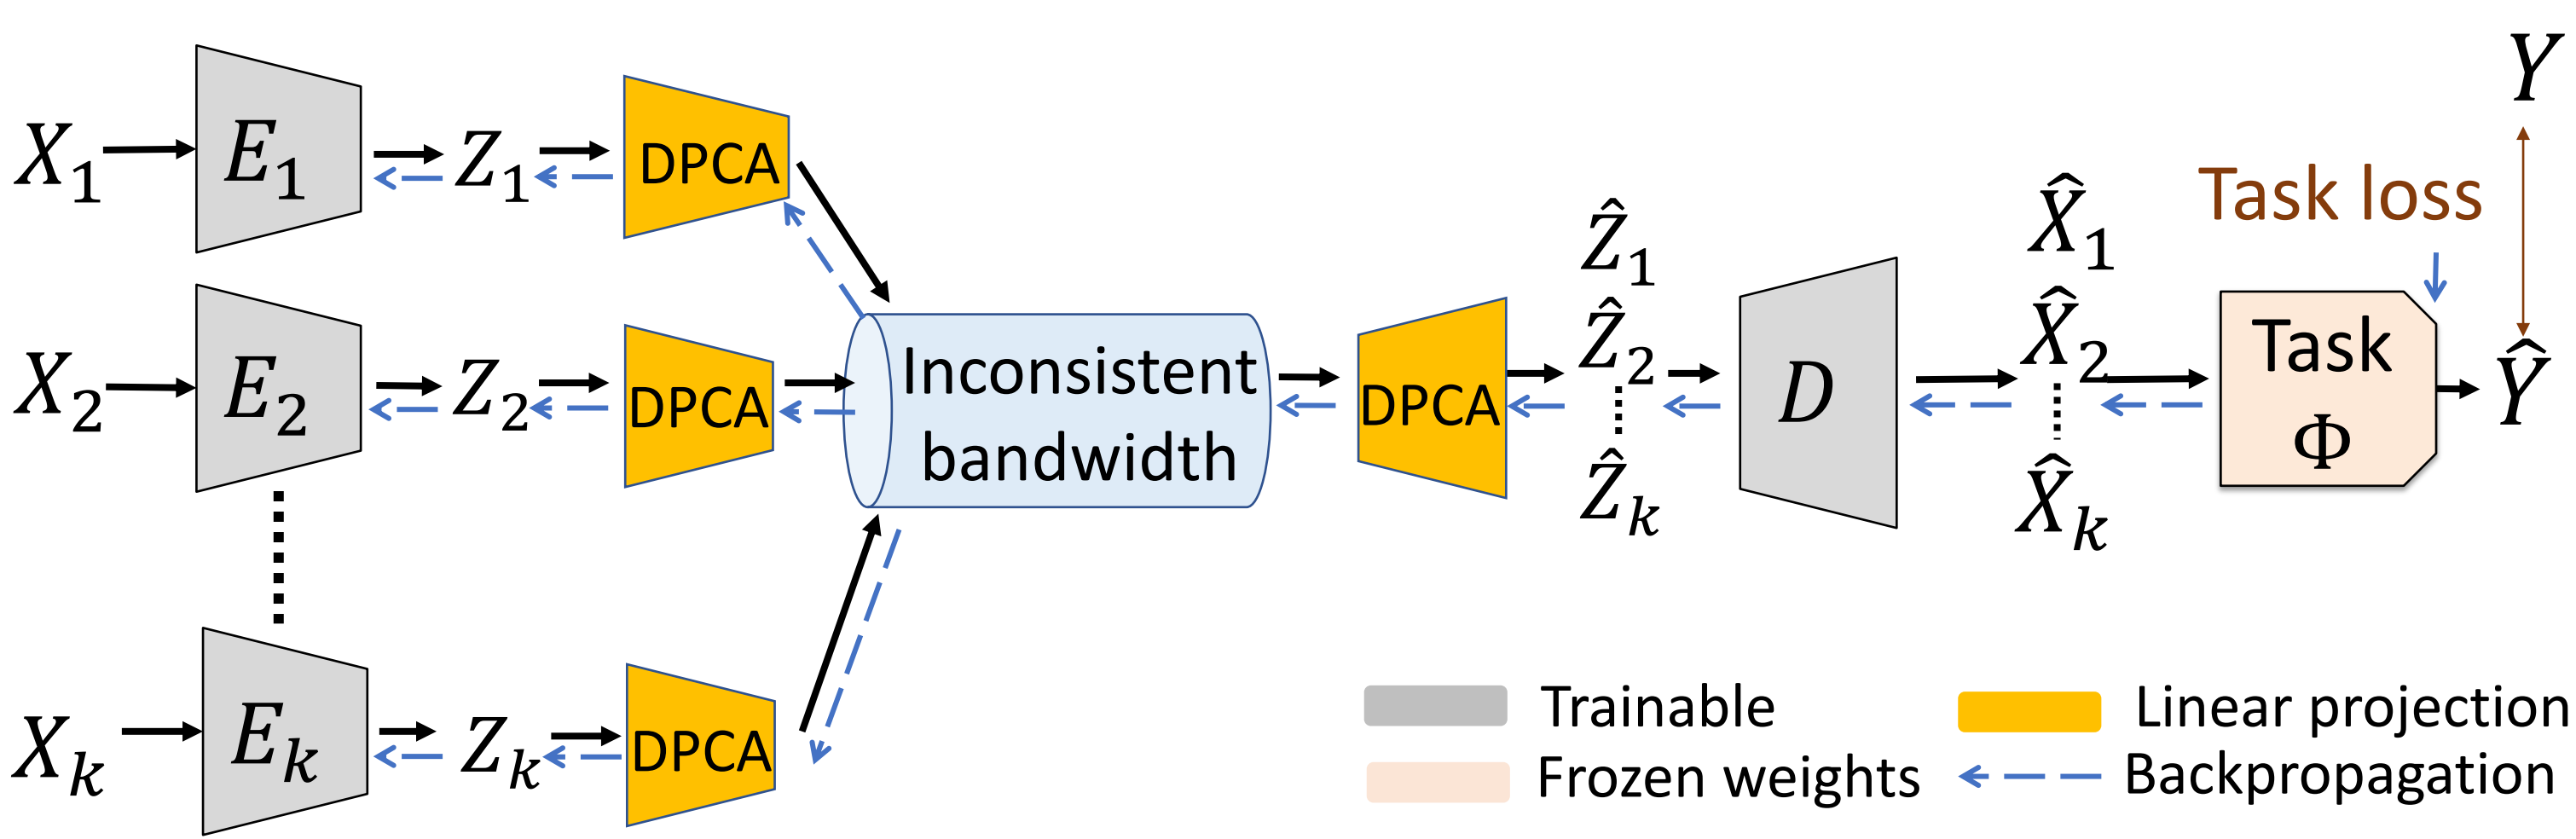 X₁ E₁ Z₁ DPCA
X₂ E₂ Z₂ DPCA
Xₖ Eₖ Zₖ DPCA
Inconsistent
bandwidth
DPCA
Ẑ₁
Ẑ₂
Ẑₖ
D
X̂₁
X̂₂
X̂ₖ
Task
Φ
Task loss
Y
Ŷ
Trainable
Linear projection
Frozen weights
Backpropagation